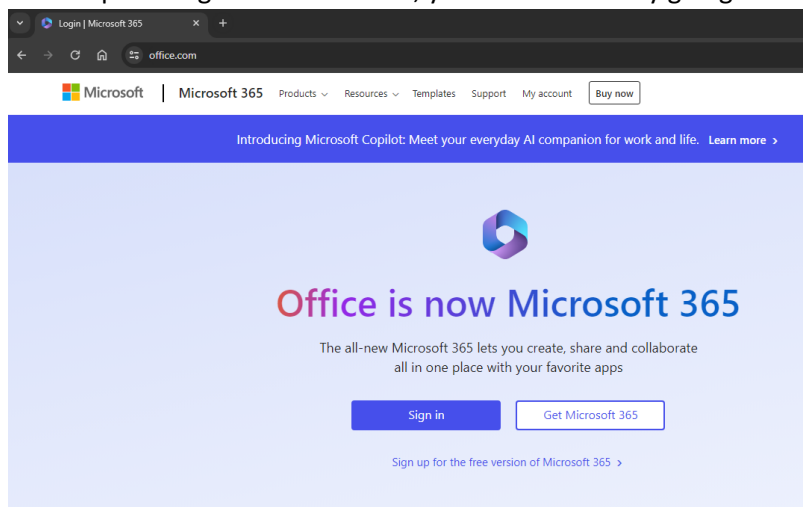 Login | Microsoft 365
office.com
Microsoft | Microsoft 365 Products Resources Templates Support My account Buy now
Introducing Microsoft Copilot: Meet your everyday AI companion for work and life. Learn more >
Office is now Microsoft 365
The all-new Microsoft 365 lets you create, share and collaborate
all in one place with your favorite apps
Sign in Get Microsoft 365
Sign up for the free version of Microsoft 365 >